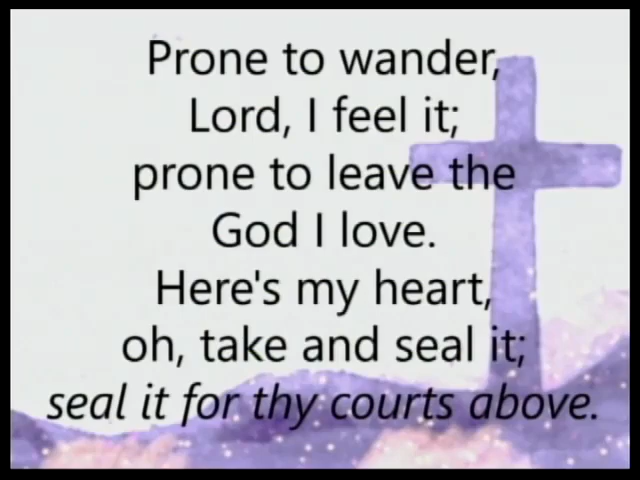 Prone to wander,
Lord, I feel it;
prone to leave the
God I love.
Here's my heart,
oh, take and seal it;
seal it for thy courts above.